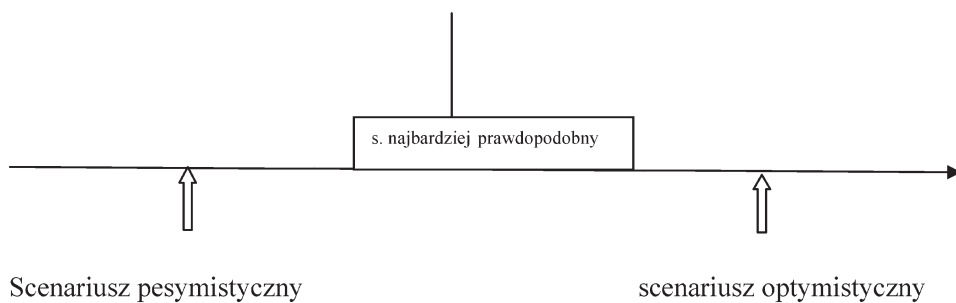 s. najbardziej prawdopodobny
Scenariusz pesymistyczny
scenariusz optymistyczny